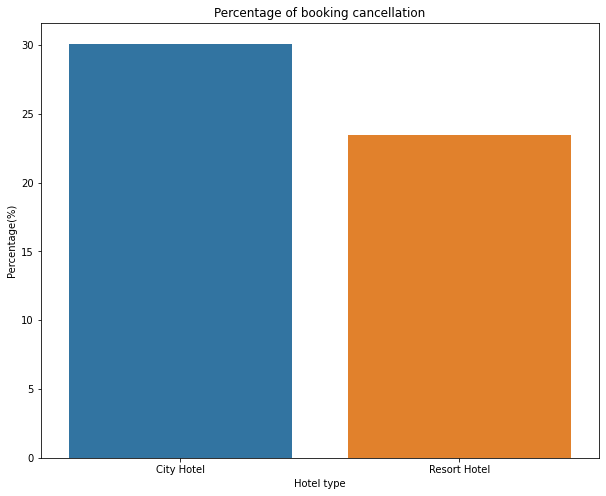 Percentage of booking cancellation
30
25
20
15
10
5
0
Percentage(%)
City Hotel
Resort Hotel
Hotel type